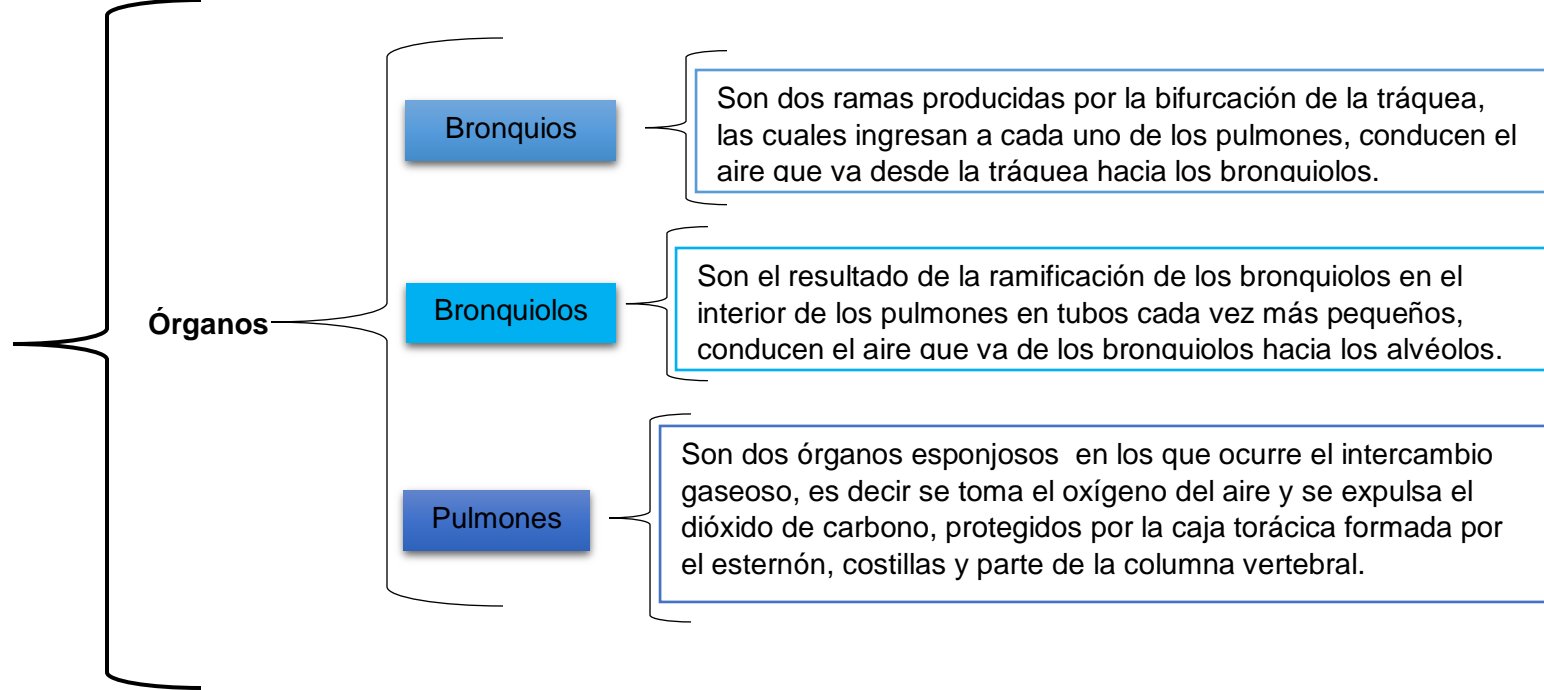 Bronquios
Son dos ramas producidas por la bifurcación de la tráquea,
las cuales ingresan a cada uno de los pulmones, conducen el
aire que va desde la tráquea hacia los bronquiolos.
Órganos
Bronquiolos
Son el resultado de la ramificación de los bronquiolos en el
interior de los pulmones en tubos cada vez más pequeños,
conducen el aire que va de los bronquiolos hacia los alvéolos.
Pulmones
Son dos órganos esponjosos  en los que ocurre el intercambio
gaseoso, es decir se toma el oxígeno del aire y se expulsa el
dióxido de carbono, protegidos por la caja torácica formada por
el esternón, costillas y parte de la columna vertebral.